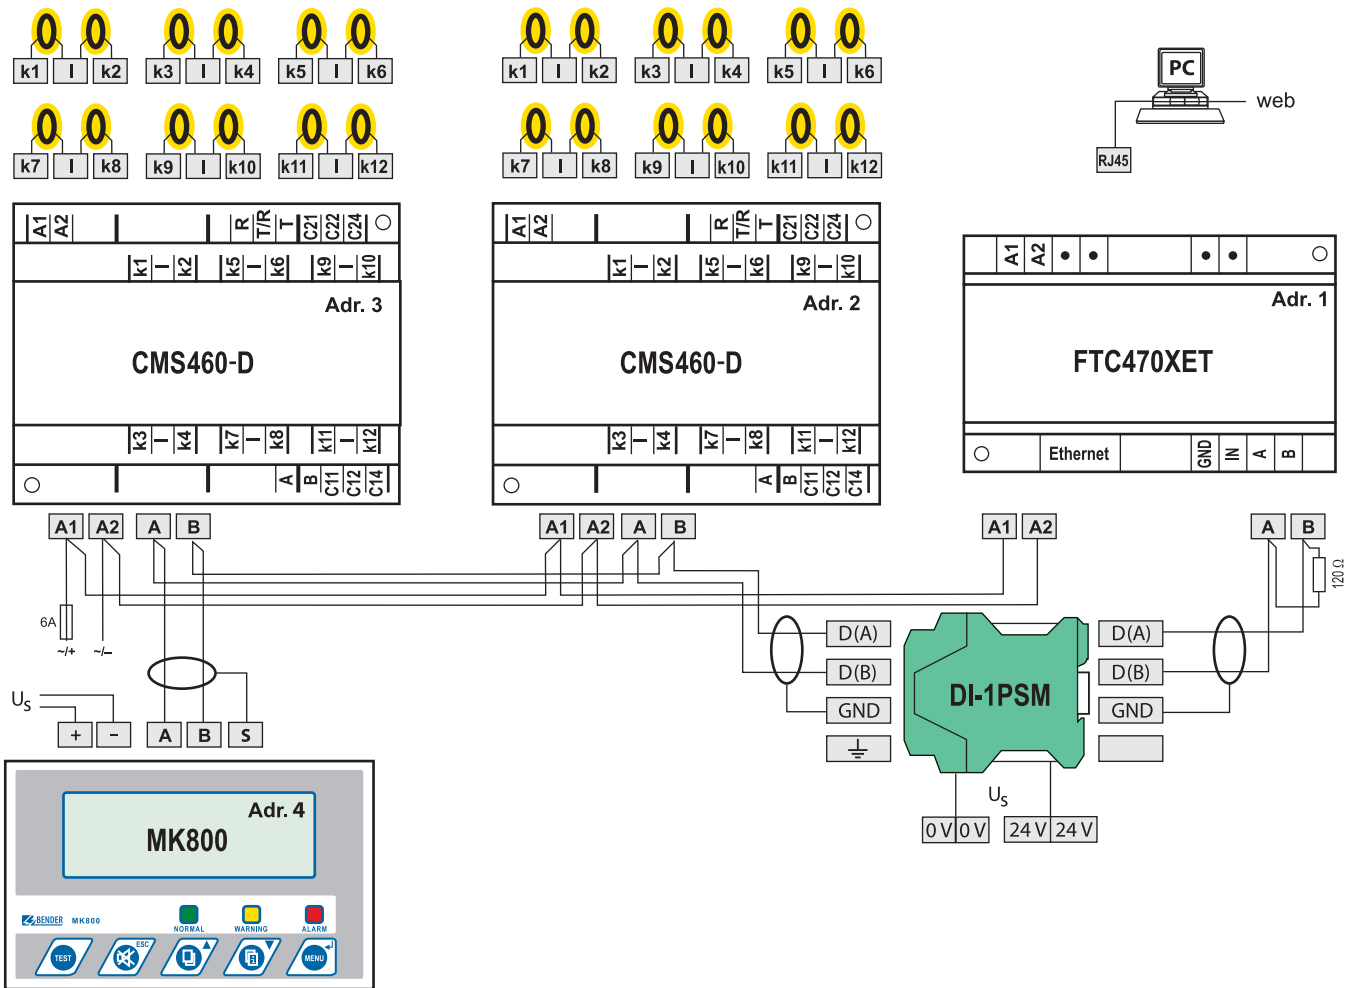 k1 I k2 k3 I k4 k5 I k6
k1 I k2 k3 I k4 k5 I k6
PC
web
RJ45
k7 I k8 k9 I k10 k11 I k12
k7 I k8 k9 I k10 k11 I k12
A1 A2 R T/R T C21 C22 C24
k1 I k2 k5 I k6 k9 I k10
Adr. 3
CMS460-D
k3 I k4 k7 I k8 k11 I k12
A B C11 C12 C14
A1 A2 R T/R T C21 C22 C24
k1 I k2 k5 I k6 k9 I k10
Adr. 2
CMS460-D
k3 I k4 k7 I k8 k11 I k12
A B C11 C12 C14
A1 A2
Adr. 1
FTC470XET
Ethernet GND IN A B
A1 A2 A B
A1 A2 A B
A1 A2
A B
120 Ω
6A
~/+ ~/–
U_S
+ – A B S
D(A)
D(B)
GND
DI-1PSM
D(A)
D(B)
GND
U_S
0 V 0 V 24 V 24 V
Adr. 4
MK800
BENDER MK800
NORMAL WARNING ALARM
TEST ESC MENU